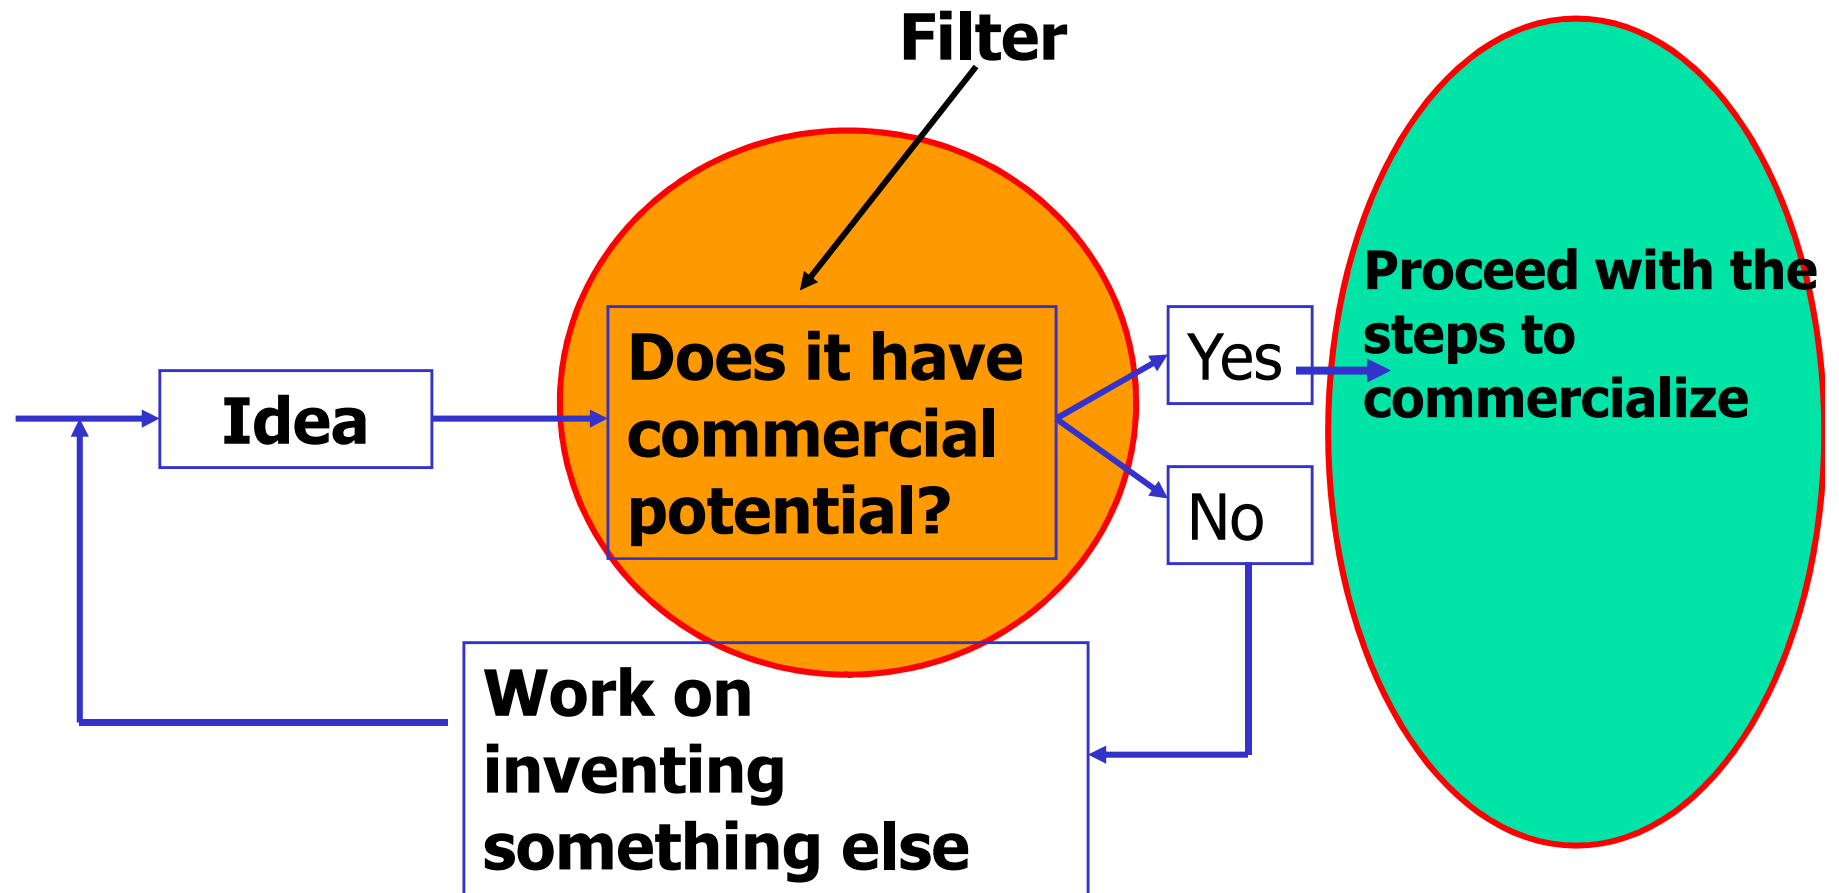 Filter
Idea
Does it have
commercial
potential?
Yes
No
Proceed with the
steps to
commercialize
Work on
inventing
something else